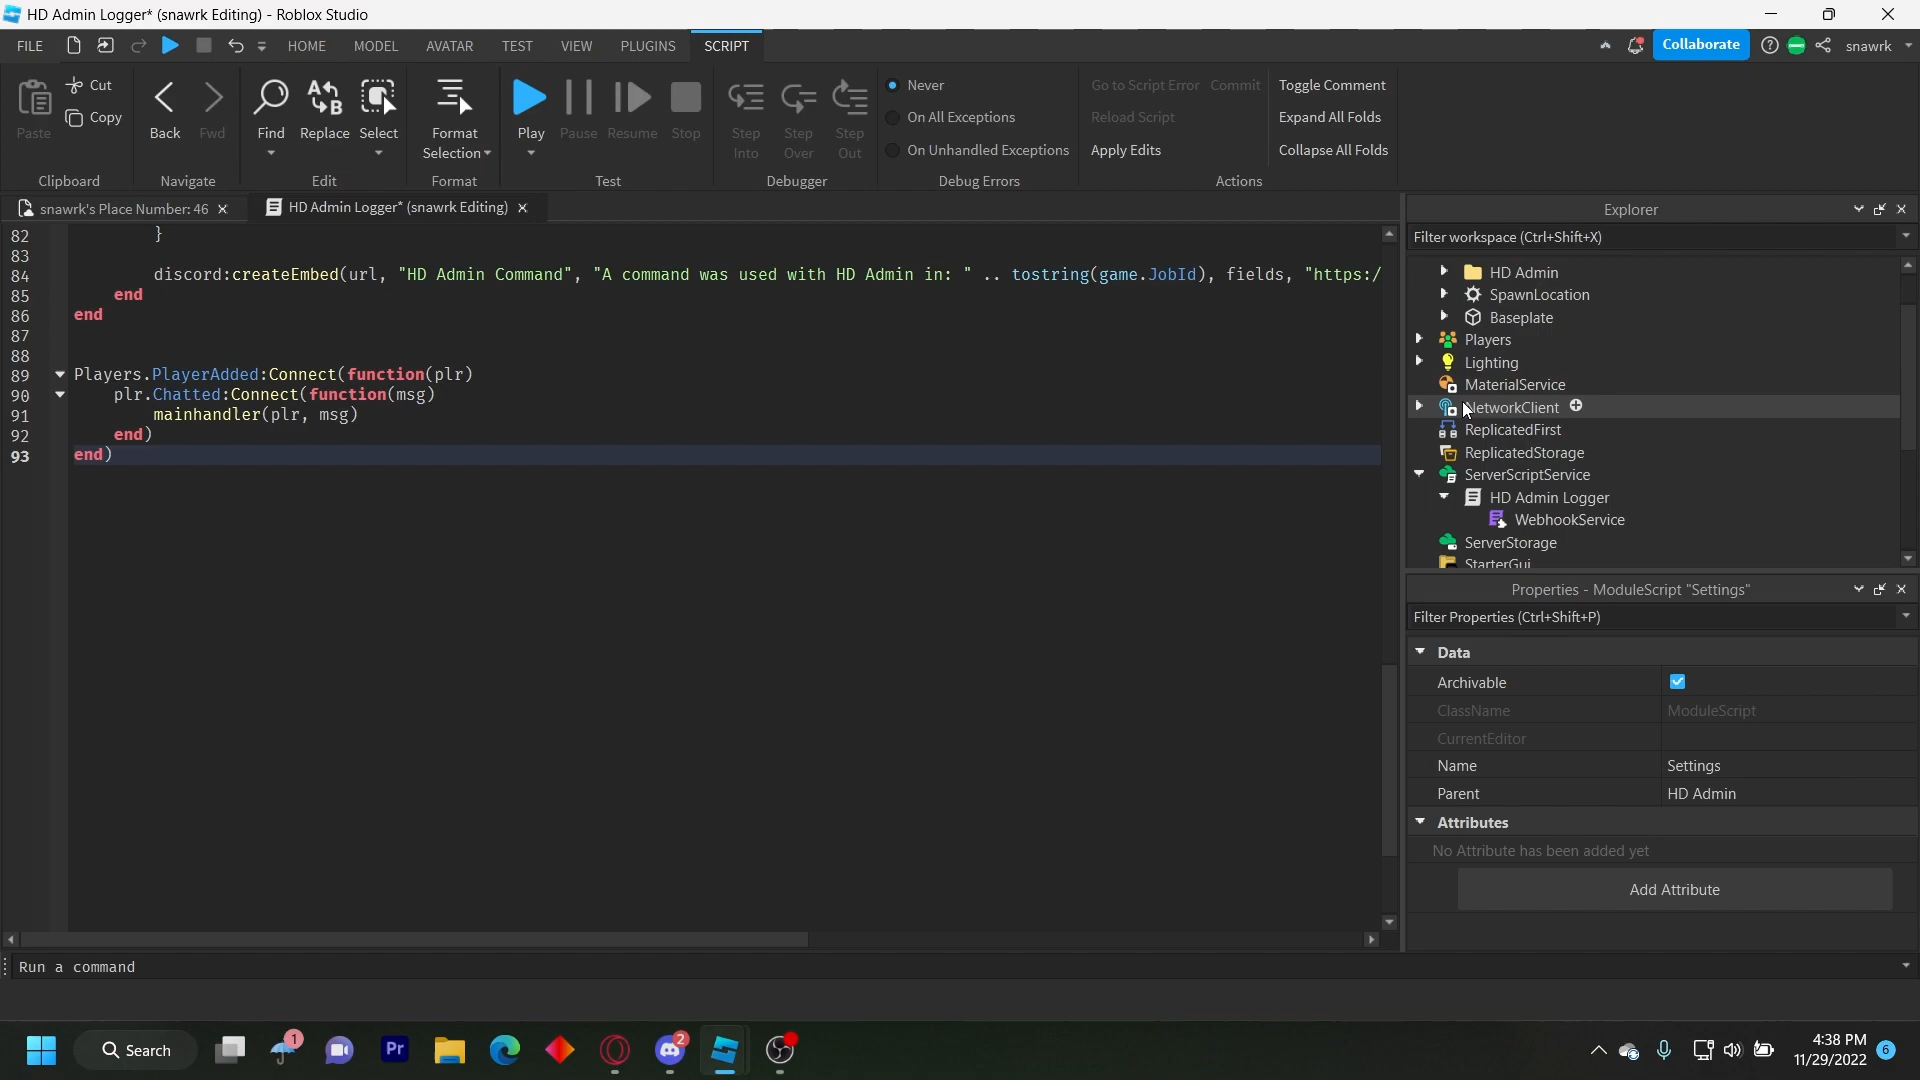 HD Admin Logger* (snawrk Editing) - Roblox Studio
FILE HOME MODEL AVATAR TEST VIEW PLUGINS SCRIPT Collaborate snawrk
Paste Cut Copy Clipboard
Back Fwd Navigate
Find Replace Select Edit
Format Selection Format
Play Pause Resume Stop Test
Step Into Step Over Step Out Debugger
Never
On All Exceptions
On Unhandled Exceptions
Debug Errors
Go to Script Error Commit
Reload Script
Apply Edits
Toggle Comment
Expand All Folds
Collapse All Folds
Actions
snawrk's Place Number: 46
HD Admin Logger* (snawrk Editing)
82 }
83
84 discord:createEmbed(url, "HD Admin Command", "A command was used with HD Admin in: " .. tostring(game.JobId), fields, "https:/
85 end
86 end
87
88
89 Players.PlayerAdded:Connect(function(plr)
90 plr.Chatted:Connect(function(msg)
91 mainhandler(plr, msg)
92 end)
93 end)
Explorer
Filter workspace (Ctrl+Shift+X)
HD Admin
SpawnLocation
Baseplate
Players
Lighting
MaterialService
NetworkClient
ReplicatedFirst
ReplicatedStorage
ServerScriptService
HD Admin Logger
WebhookService
ServerStorage
StarterGui
Properties - ModuleScript "Settings"
Filter Properties (Ctrl+Shift+P)
Data
Archivable
ClassName ModuleScript
CurrentEditor
Name Settings
Parent HD Admin
Attributes
No Attribute has been added yet
Add Attribute
Run a command
Search
1
Pr
2
4:38 PM
11/29/2022
6